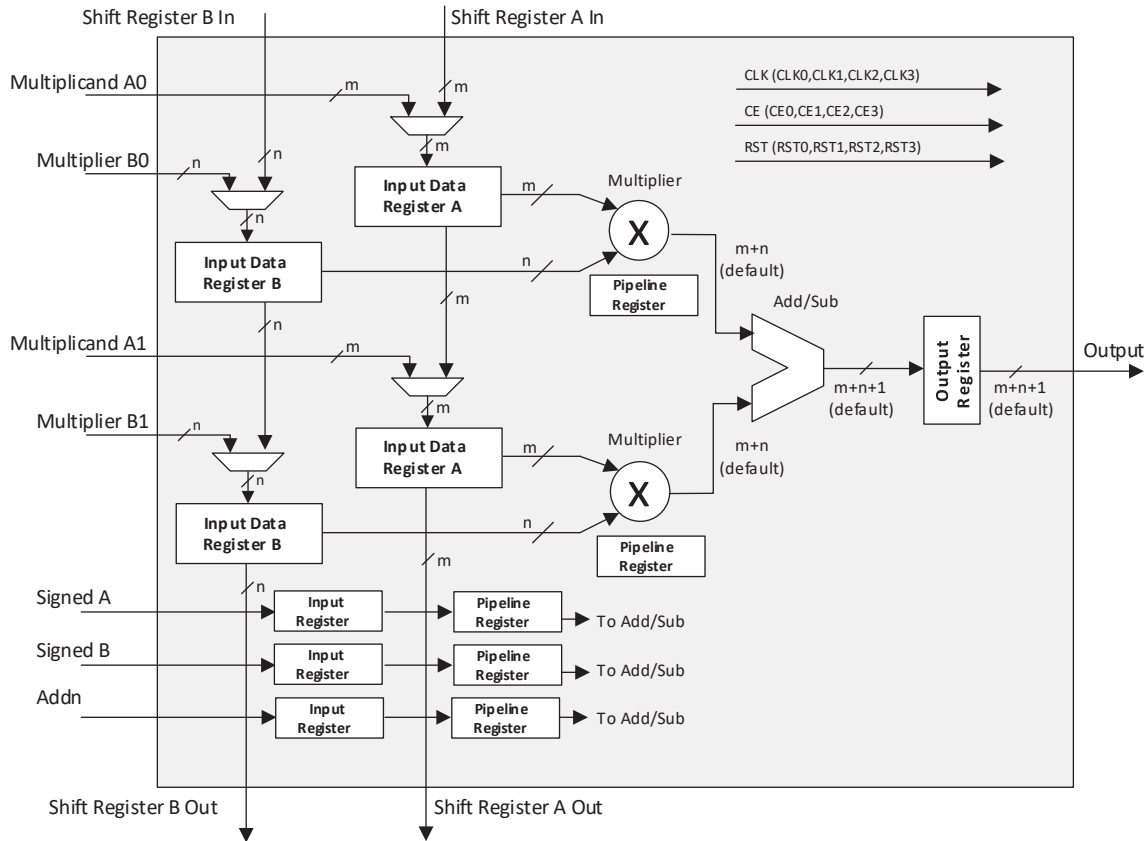 Shift Register B In
Shift Register A In
Multiplicand A0
m
m
CLK (CLK0,CLK1,CLK2,CLK3)
CE (CE0,CE1,CE2,CE3)
RST (RST0,RST1,RST2,RST3)
m
Multiplier B0
n
n
Input Data
Register A
m
Multiplier
X
n
Input Data
Register B
n
m+n
(default)
Pipeline
Register
m
Add/Sub
n
Multiplicand A1
m
Output
Register
Output
m+n+1
(default)
m+n+1
(default)
m
Multiplier B1
n
Input Data
Register A
m
Multiplier
X
m+n
(default)
n
Input Data
Register B
n
Pipeline
Register
m
n
Signed A
Input
Register
Pipeline
Register
To Add/Sub
Signed B
Input
Register
Pipeline
Register
To Add/Sub
Addn
Input
Register
Pipeline
Register
To Add/Sub
Shift Register B Out
Shift Register A Out